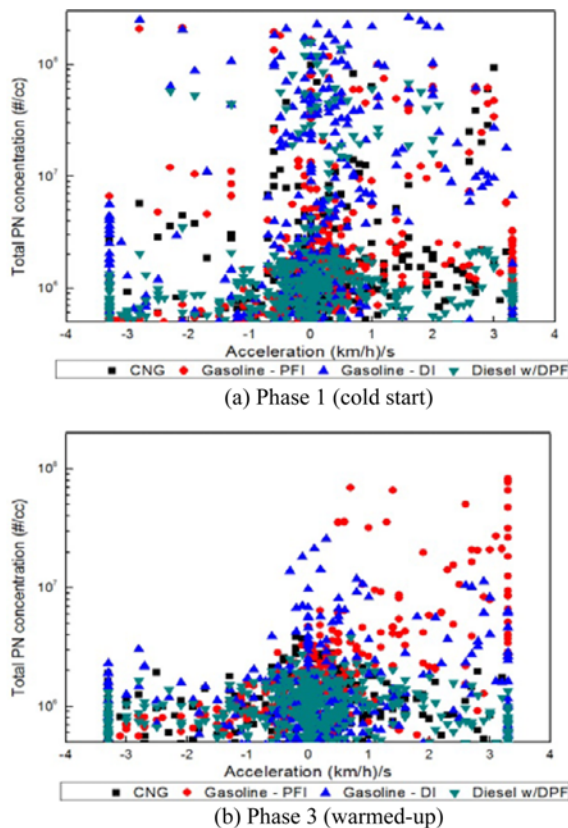 Total PN concentration (#/cc)
10⁸
10⁷
10⁶
-4 -3 -2 -1 0 1 2 3 4
Acceleration (km/h)/s
CNG Gasoline - PFI Gasoline - DI Diesel w/DPF
(a) Phase 1 (cold start)
Total PN concentration (#/cc)
10⁸
10⁷
10⁶
-4 -3 -2 -1 0 1 2 3 4
Acceleration (km/h)/s
CNG Gasoline - PFI Gasoline - DI Diesel w/DPF
(b) Phase 3 (warmed-up)